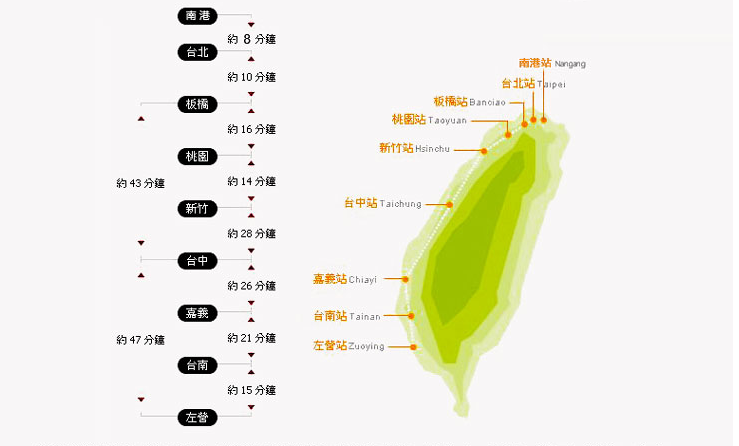 南港
約 8 分鐘
台北
約 10 分鐘
板橋
約 16 分鐘
桃園
約 43 分鐘
約 14 分鐘
新竹
約 28 分鐘
台中
約 26 分鐘
嘉義
約 47 分鐘
約 21 分鐘
台南
約 15 分鐘
左營
南港站 Nangang
台北站 Taipei
板橋站 Banciao
桃園站 Taoyuan
新竹站 Hsinchu
台中站 Taichung
嘉義站 Chiayi
台南站 Tainan
左營站 Zuoying